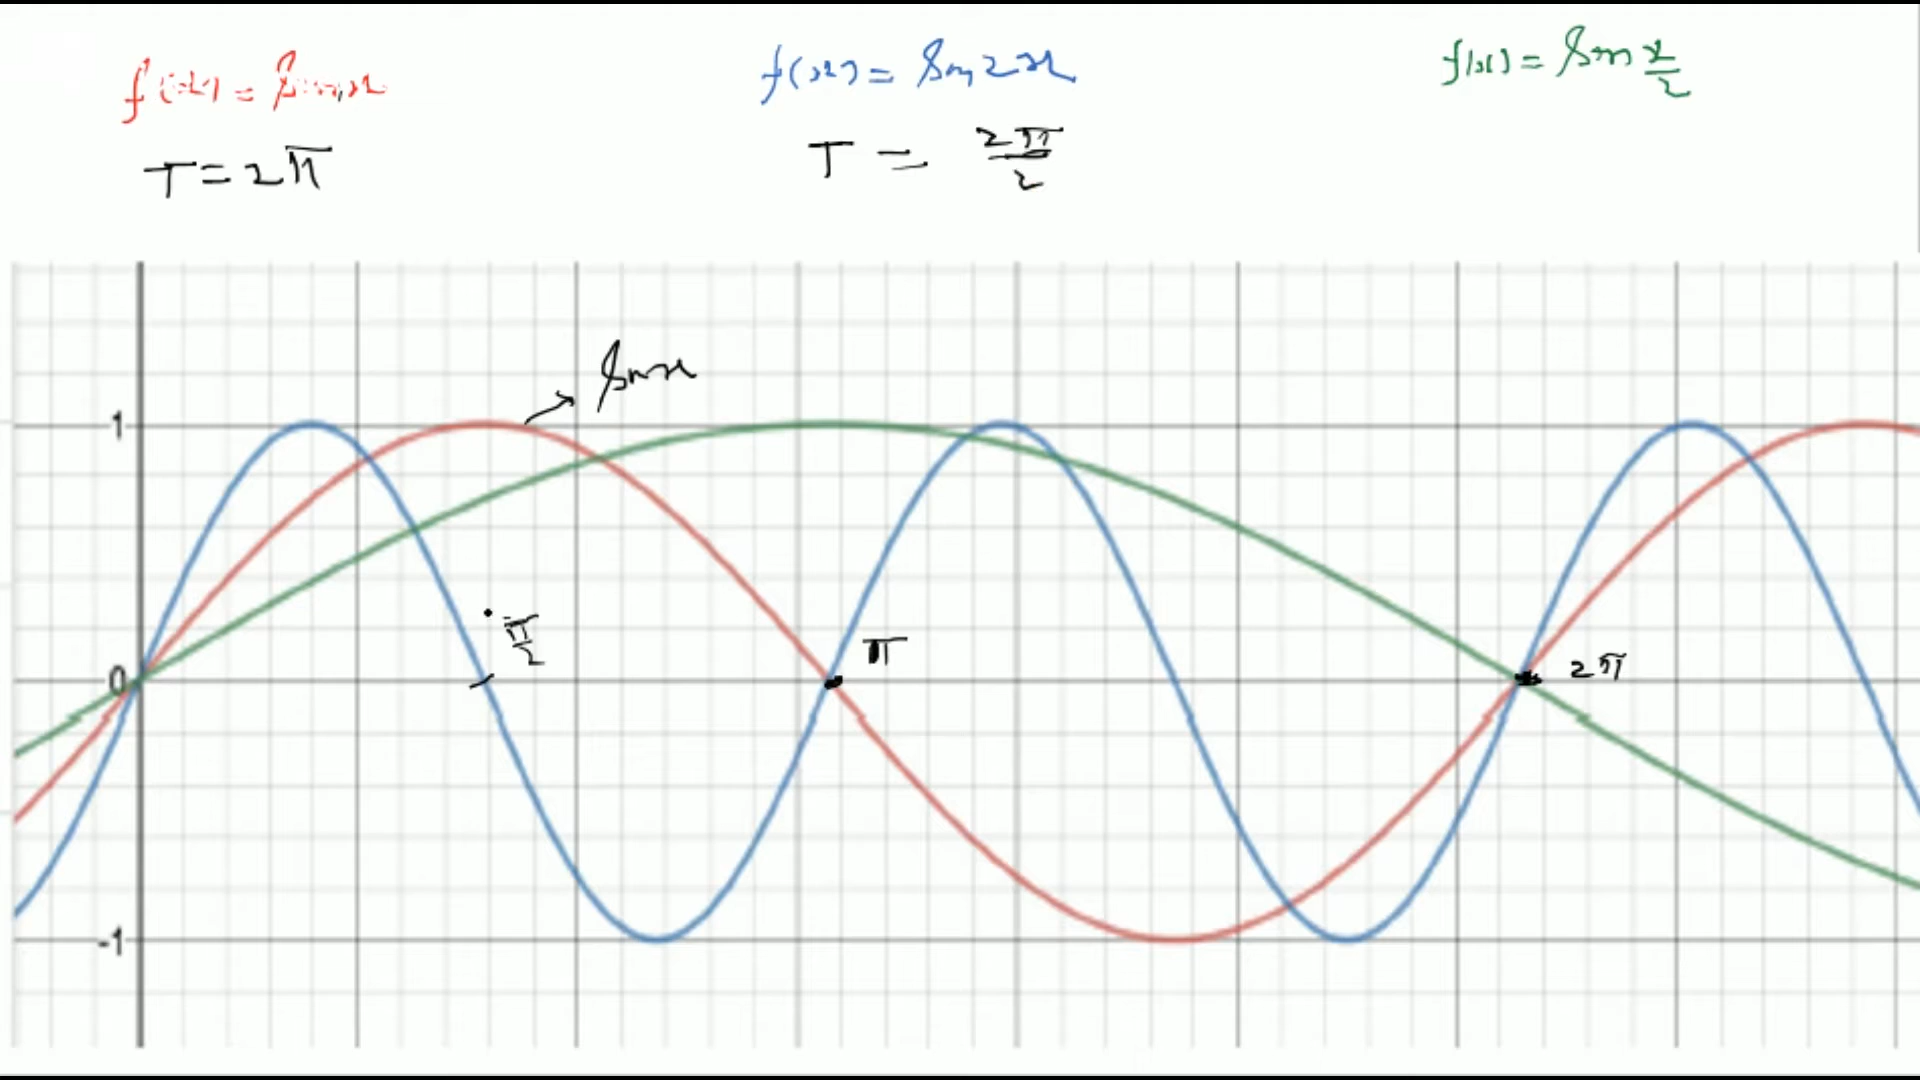 f(x) = Sin x
f(x) = Sin 2x
f(x) = Sin x/2
T = 2π
T = 2π/2
Sin x
1
π/2
π
0
2π
-1